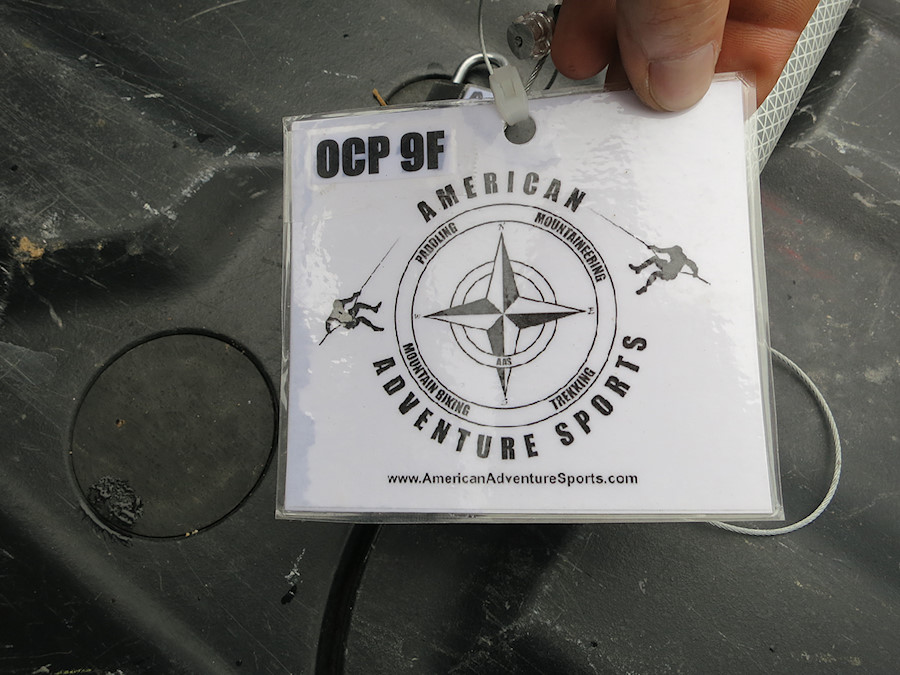 OCP 9F
AMERICAN
PADDLING
MOUNTAINEERING
N
W
E
S
AAS
MOUNTAIN BIKING
TREKKING
ADVENTURE SPORTS
www.AmericanAdventureSports.com